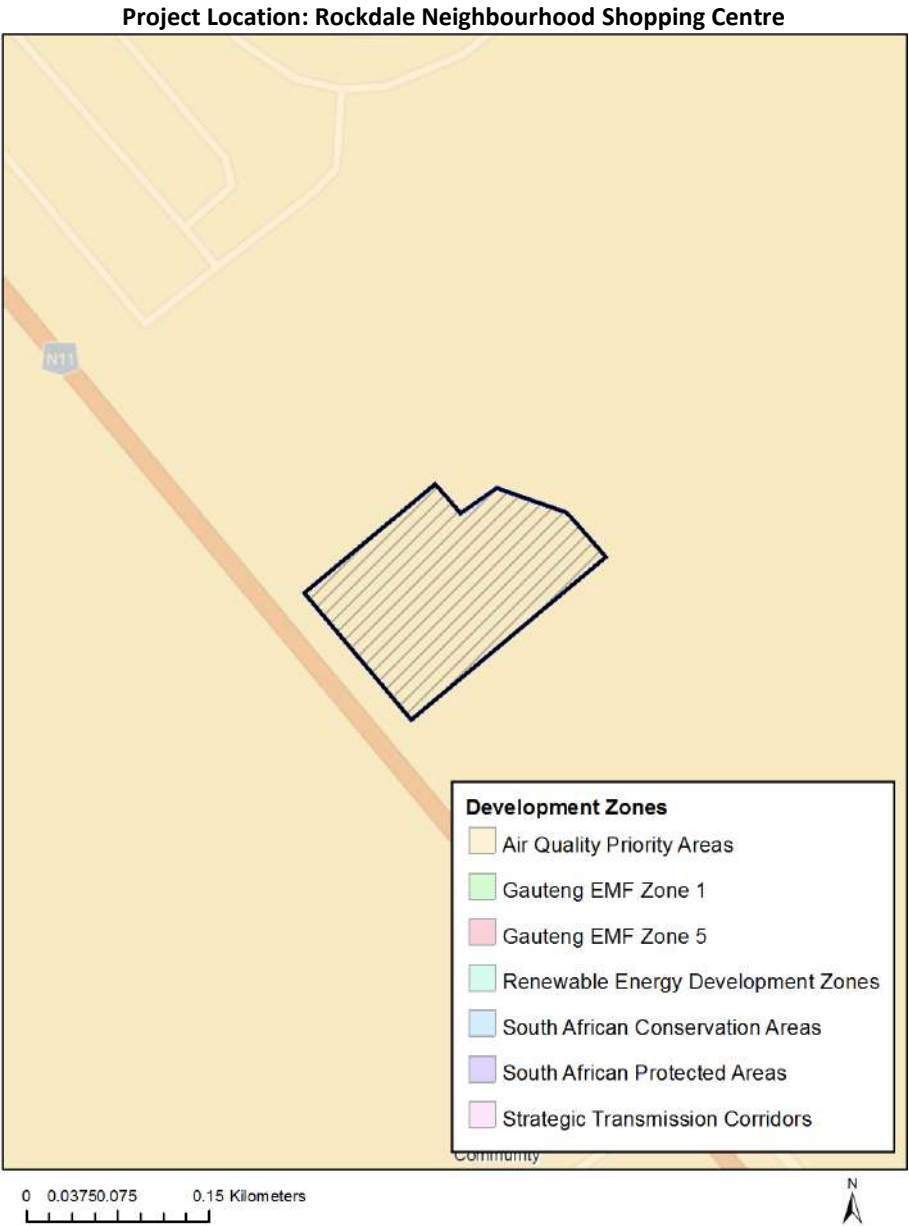 Project Location: Rockdale Neighbourhood Shopping Centre
N11
Development Zones
Air Quality Priority Areas
Gauteng EMF Zone 1
Gauteng EMF Zone 5
Renewable Energy Development Zones
South African Conservation Areas
South African Protected Areas
Strategic Transmission Corridors
Community
0 0.03750.075 0.15 Kilometers
N